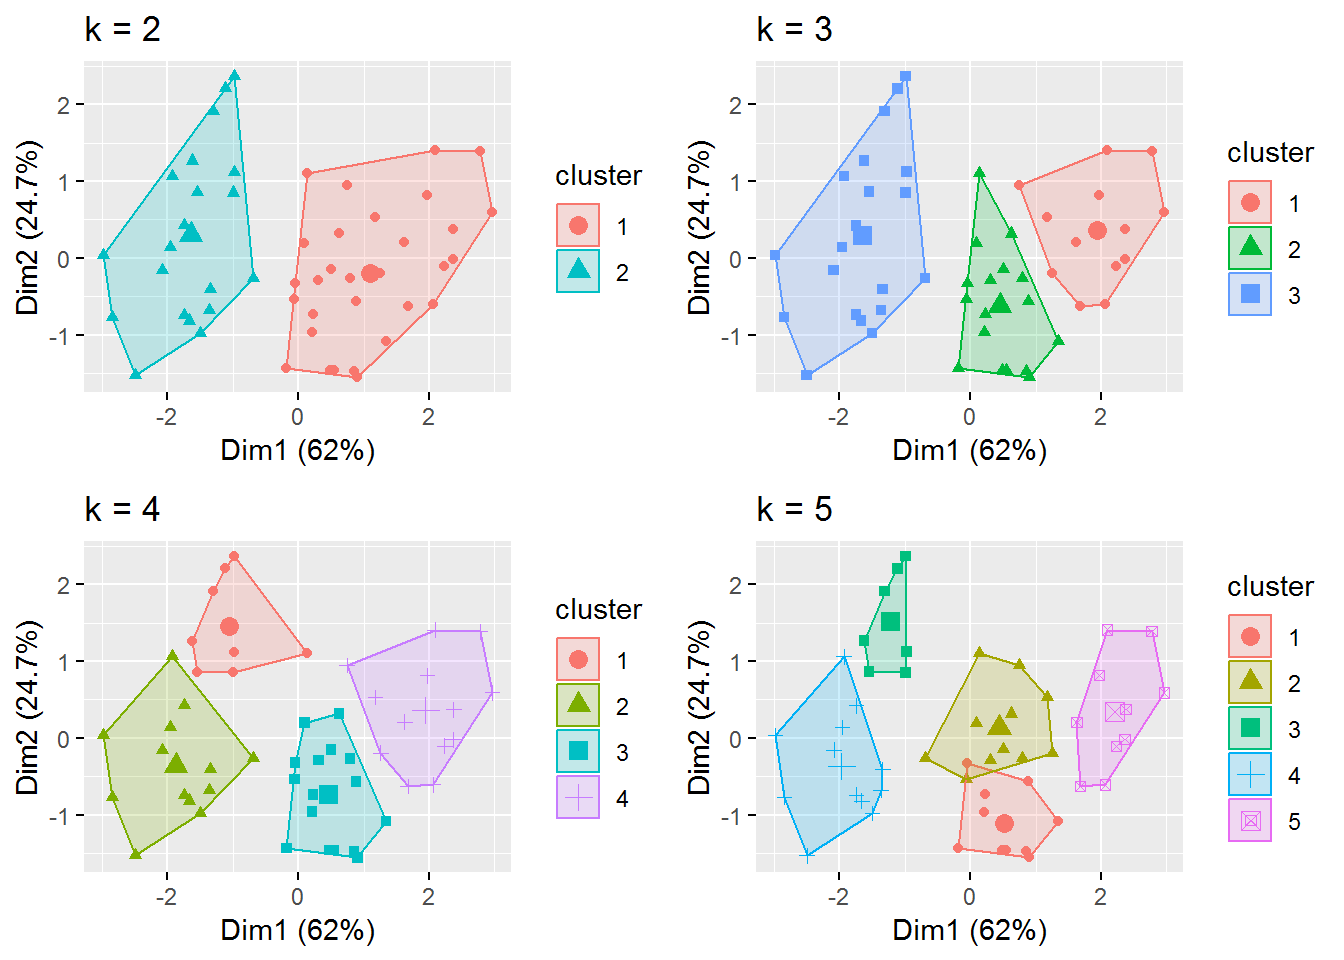 k = 2
Dim2 (24.7%)
2
1
0
-1
-2
0
2
Dim1 (62%)
cluster
1
2
k = 3
Dim2 (24.7%)
2
1
0
-1
-2
0
2
Dim1 (62%)
cluster
1
2
3
k = 4
Dim2 (24.7%)
2
1
0
-1
-2
0
2
Dim1 (62%)
cluster
1
2
3
4
k = 5
Dim2 (24.7%)
2
1
0
-1
-2
0
2
Dim1 (62%)
cluster
1
2
3
4
5